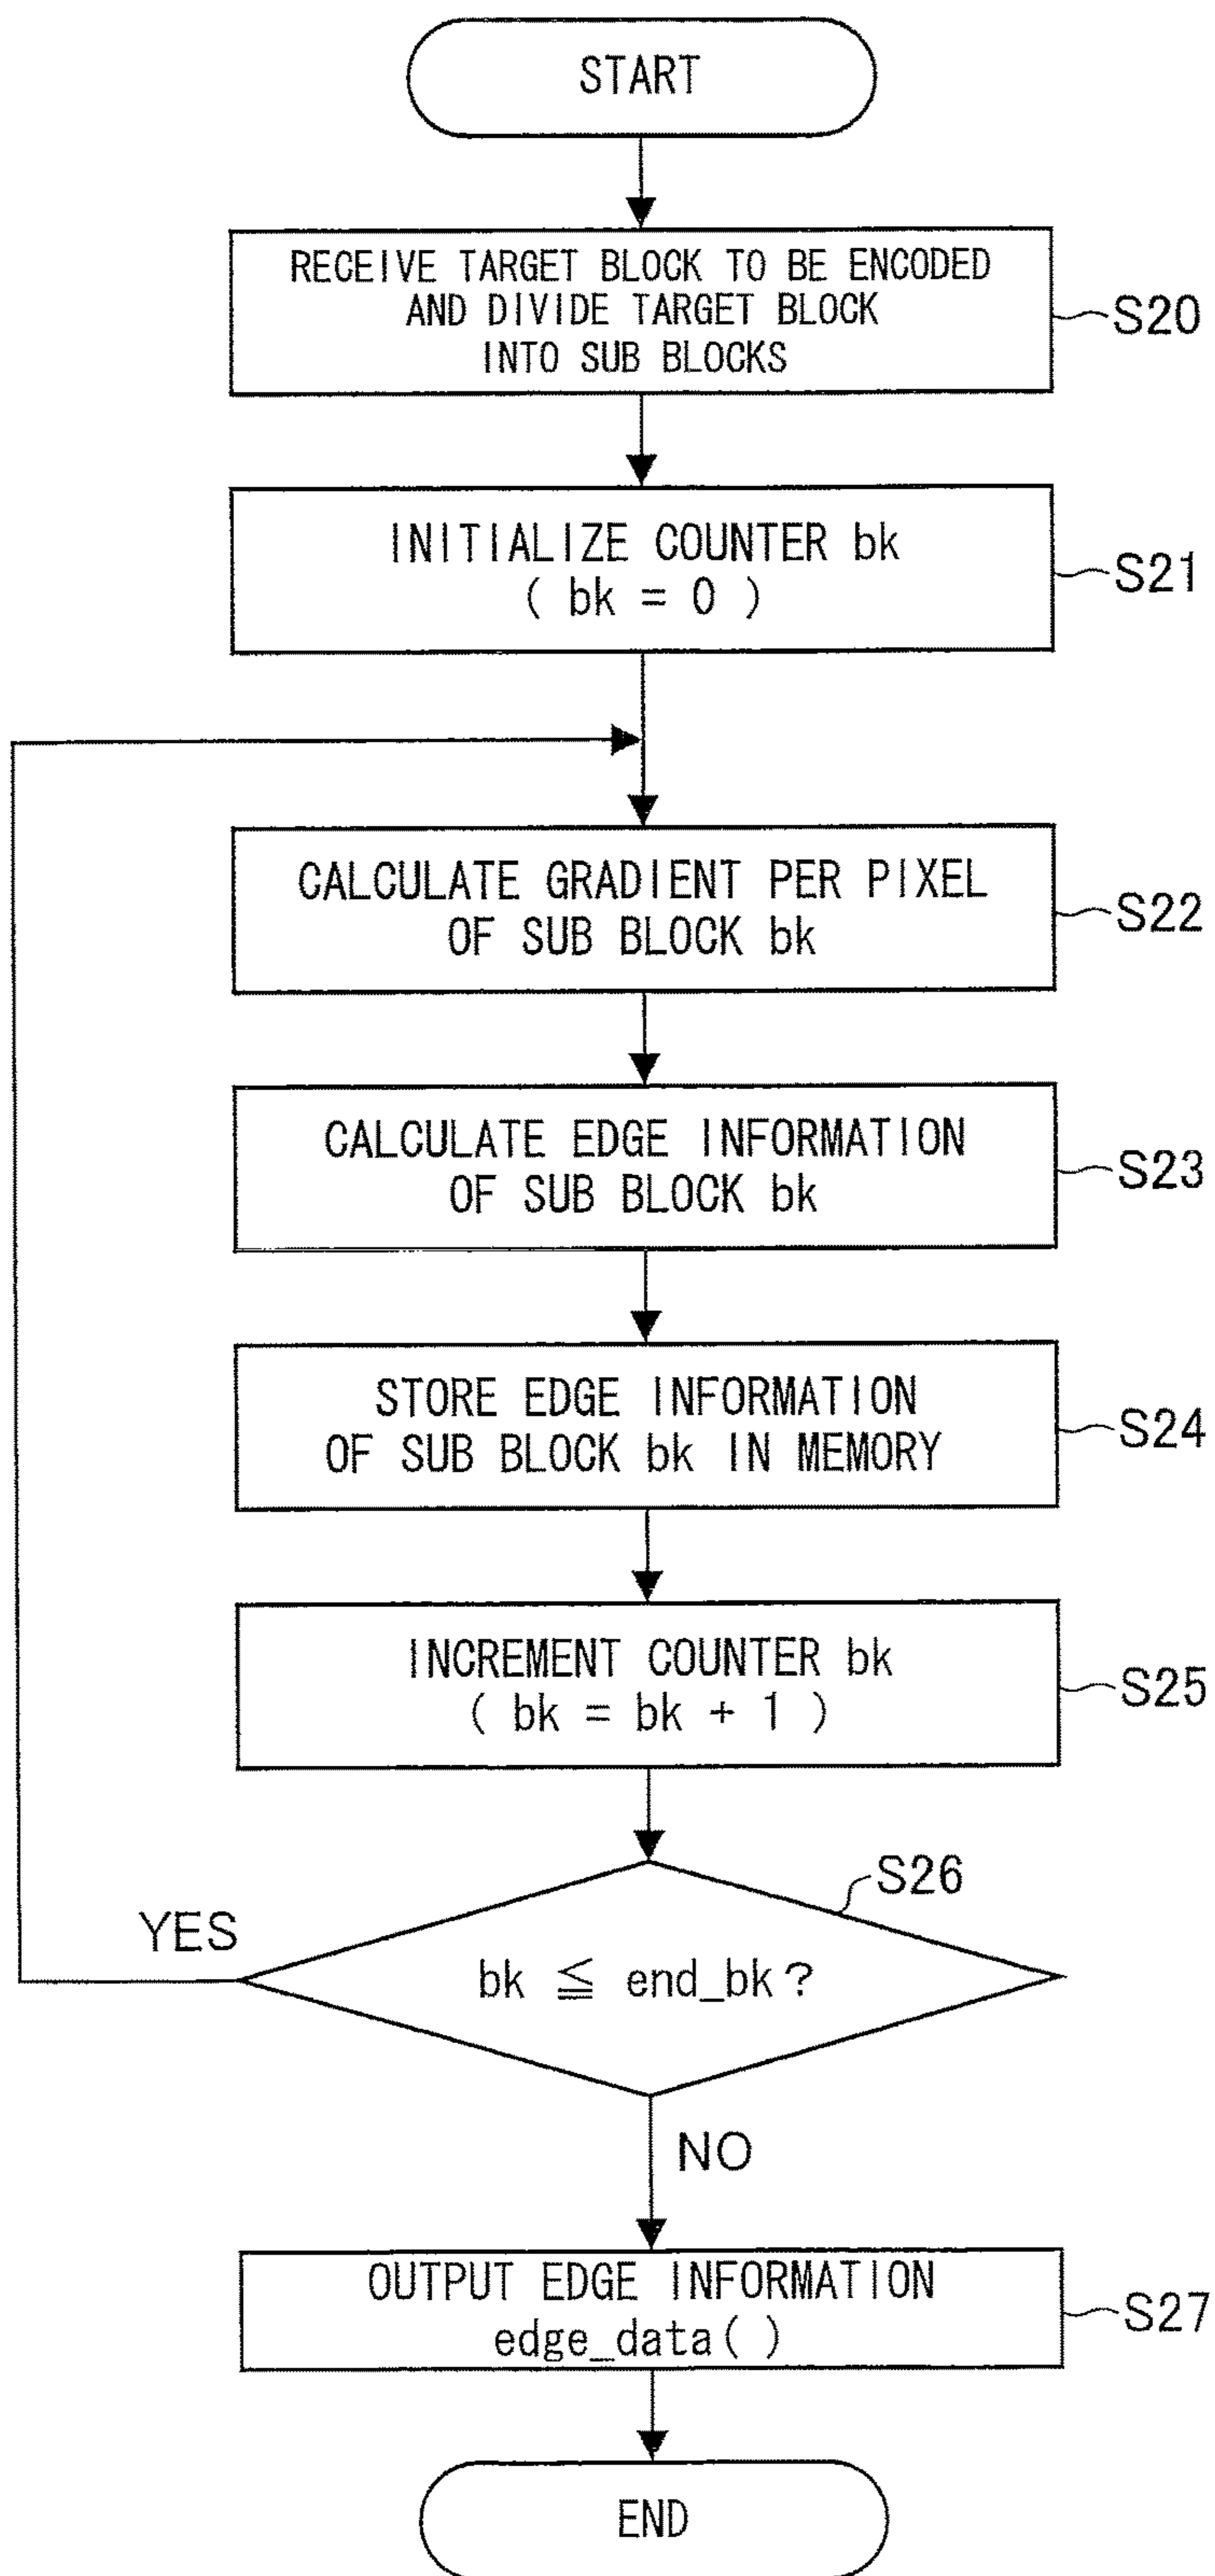 START
RECEIVE TARGET BLOCK TO BE ENCODED
AND DIVIDE TARGET BLOCK
INTO SUB BLOCKS
S20
INITIALIZE COUNTER bk
( bk = 0 )
S21
CALCULATE GRADIENT PER PIXEL
OF SUB BLOCK bk
S22
CALCULATE EDGE INFORMATION
OF SUB BLOCK bk
S23
STORE EDGE INFORMATION
OF SUB BLOCK bk IN MEMORY
S24
INCREMENT COUNTER bk
( bk = bk + 1 )
S25
S26
YES
bk ≦ end_bk?
NO
OUTPUT EDGE INFORMATION
edge_data( )
S27
END